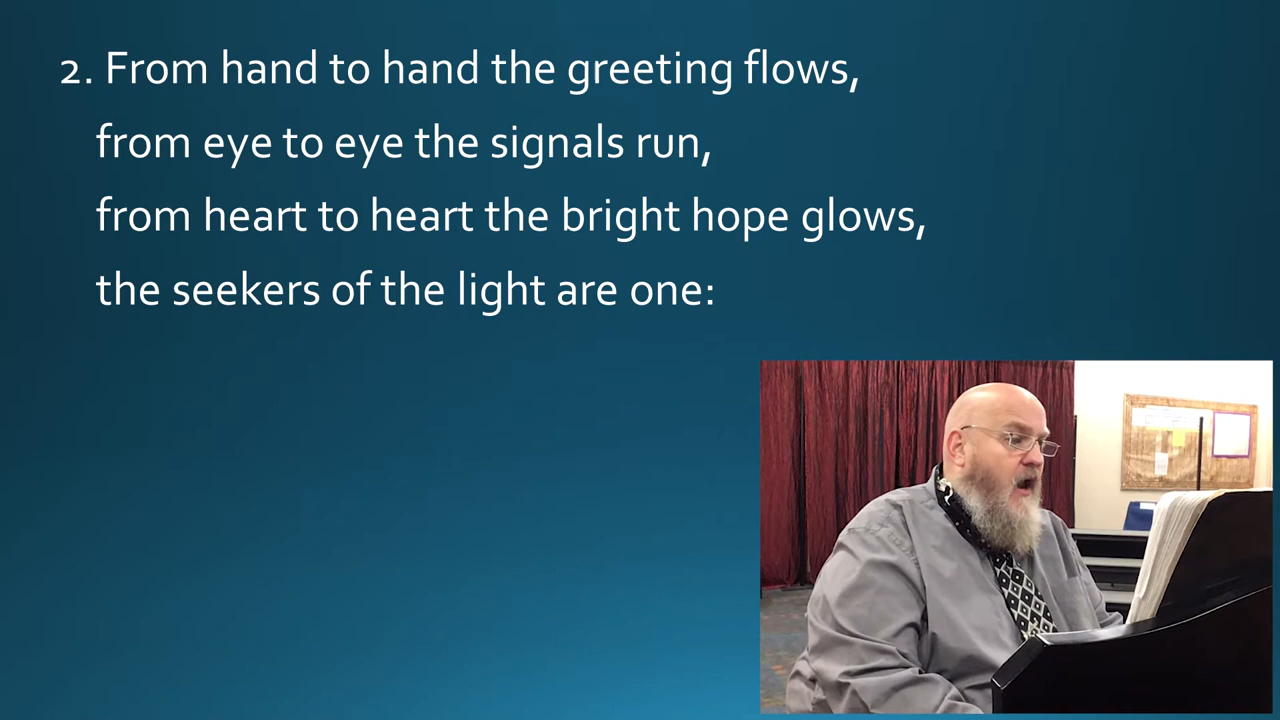 2. From hand to hand the greeting flows,
from eye to eye the signals run,
from heart to heart the bright hope glows,
the seekers of the light are one: